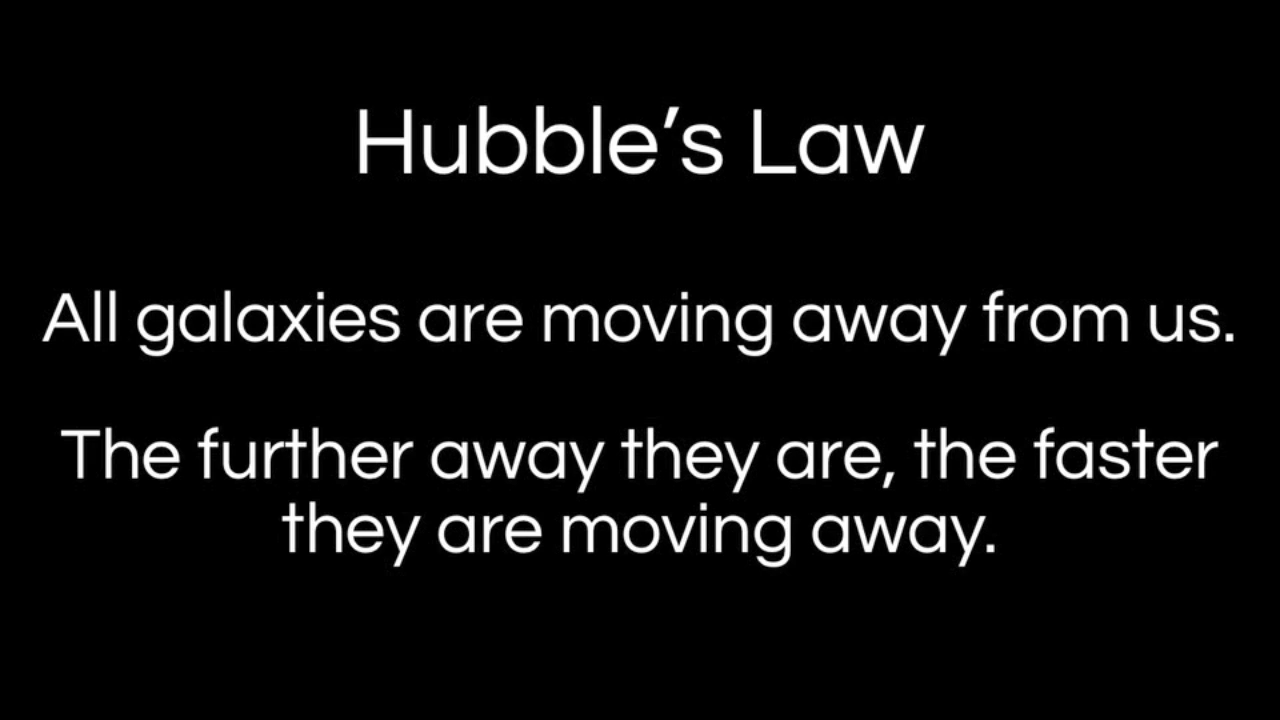 Hubble’s Law
All galaxies are moving away from us.
The further away they are, the faster
they are moving away.